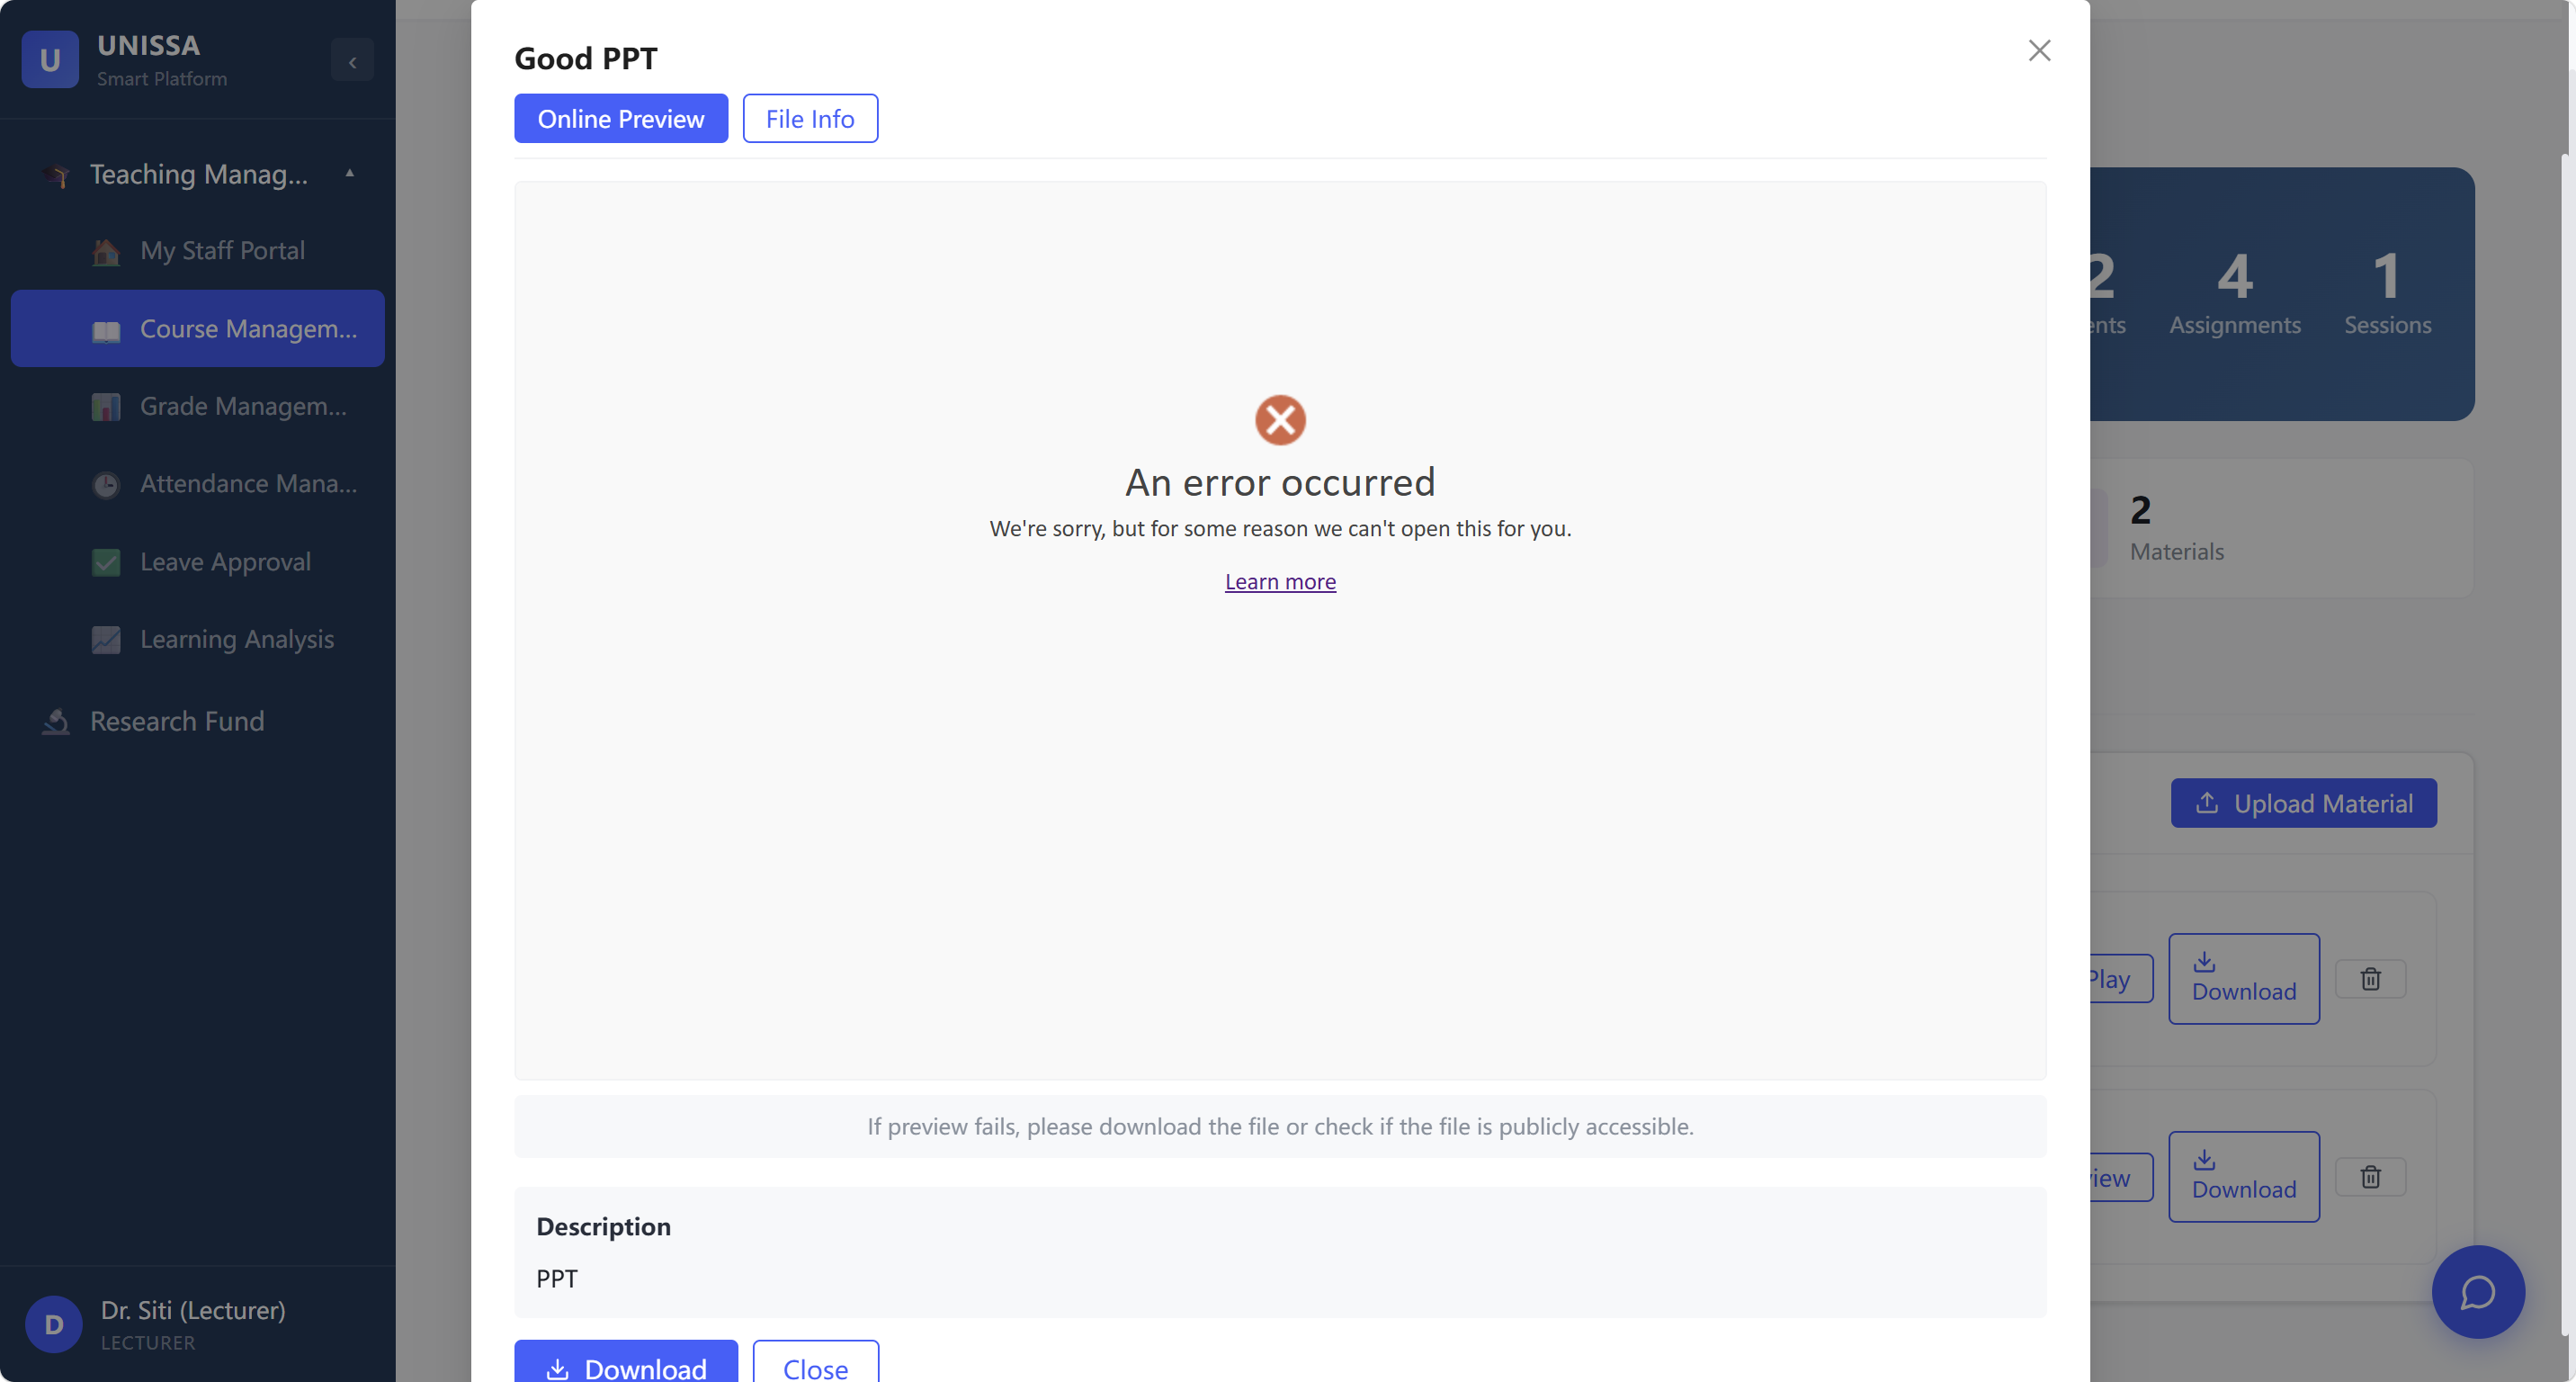 U
UNISSA
Smart Platform
Teaching Manag...
My Staff Portal
Course Managem...
Grade Managem...
Attendance Mana...
Leave Approval
Learning Analysis
Research Fund
D
Dr. Siti (Lecturer)
LECTURER
Good PPT
Online Preview
File Info
An error occurred
We're sorry, but for some reason we can't open this for you.
Learn more
If preview fails, please download the file or check if the file is publicly accessible.
Description
PPT
Download
Close
2
4
1
ents
Assignments
Sessions
2
Materials
Upload Material
Play
Download
iew
Download